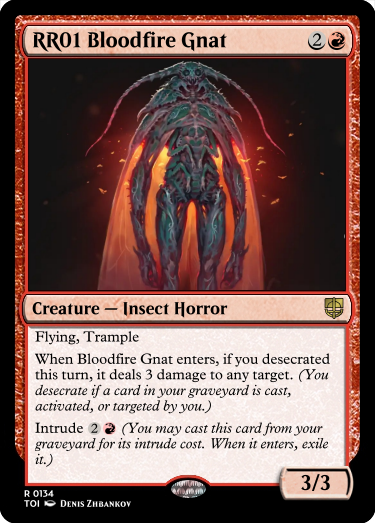 RR01 Bloodfire Gnat 2
Creature — Insect Horror
Flying, Trample
When Bloodfire Gnat enters, if you desecrated
this turn, it deals 3 damage to any target. (You
desecrate if a card in your graveyard is cast,
activated, or targeted by you.)
Intrude 2 (You may cast this card from your
graveyard for its intrude cost. When it enters, exile
it.)
3/3
R 0134
TOI DENIS ZHBANKOV